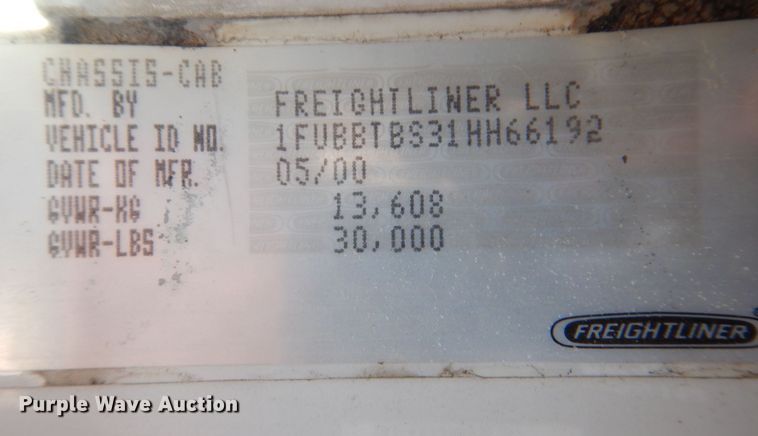 CHASSIS-CAB
MFD. BY FREIGHTLINER LLC
VEHICLE ID NO. 1FVBBTBS31HH66192
DATE OF MFR. 05/00
GVWR-KG 13,608
GVWR-LBS 30,000
FREIGHTLINER
Purple Wave Auction